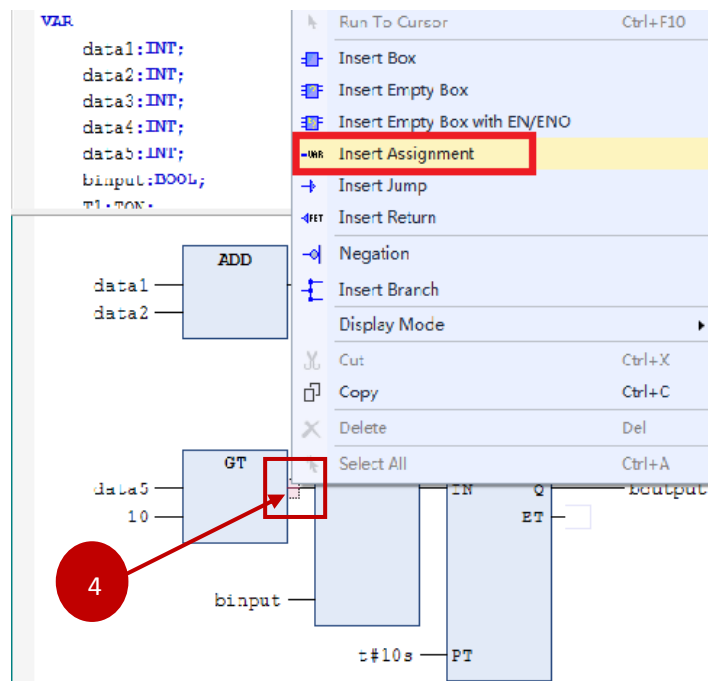 VAR
data1:INT;
data2:INT;
data3:INT;
data4:INT;
data5:INT;
binput:BOOL;
T1:TON;
Run To Cursor Ctrl+F10
Insert Box
Insert Empty Box
Insert Empty Box with EN/ENO
VAR Insert Assignment
Insert Jump
RET Insert Return
Negation
Insert Branch
Display Mode
Cut Ctrl+X
Copy Ctrl+C
Delete Del
Select All Ctrl+A
ADD
data1
data2
GT
data5
10
IN Q boutput
ET
4
binput
t#10s PT